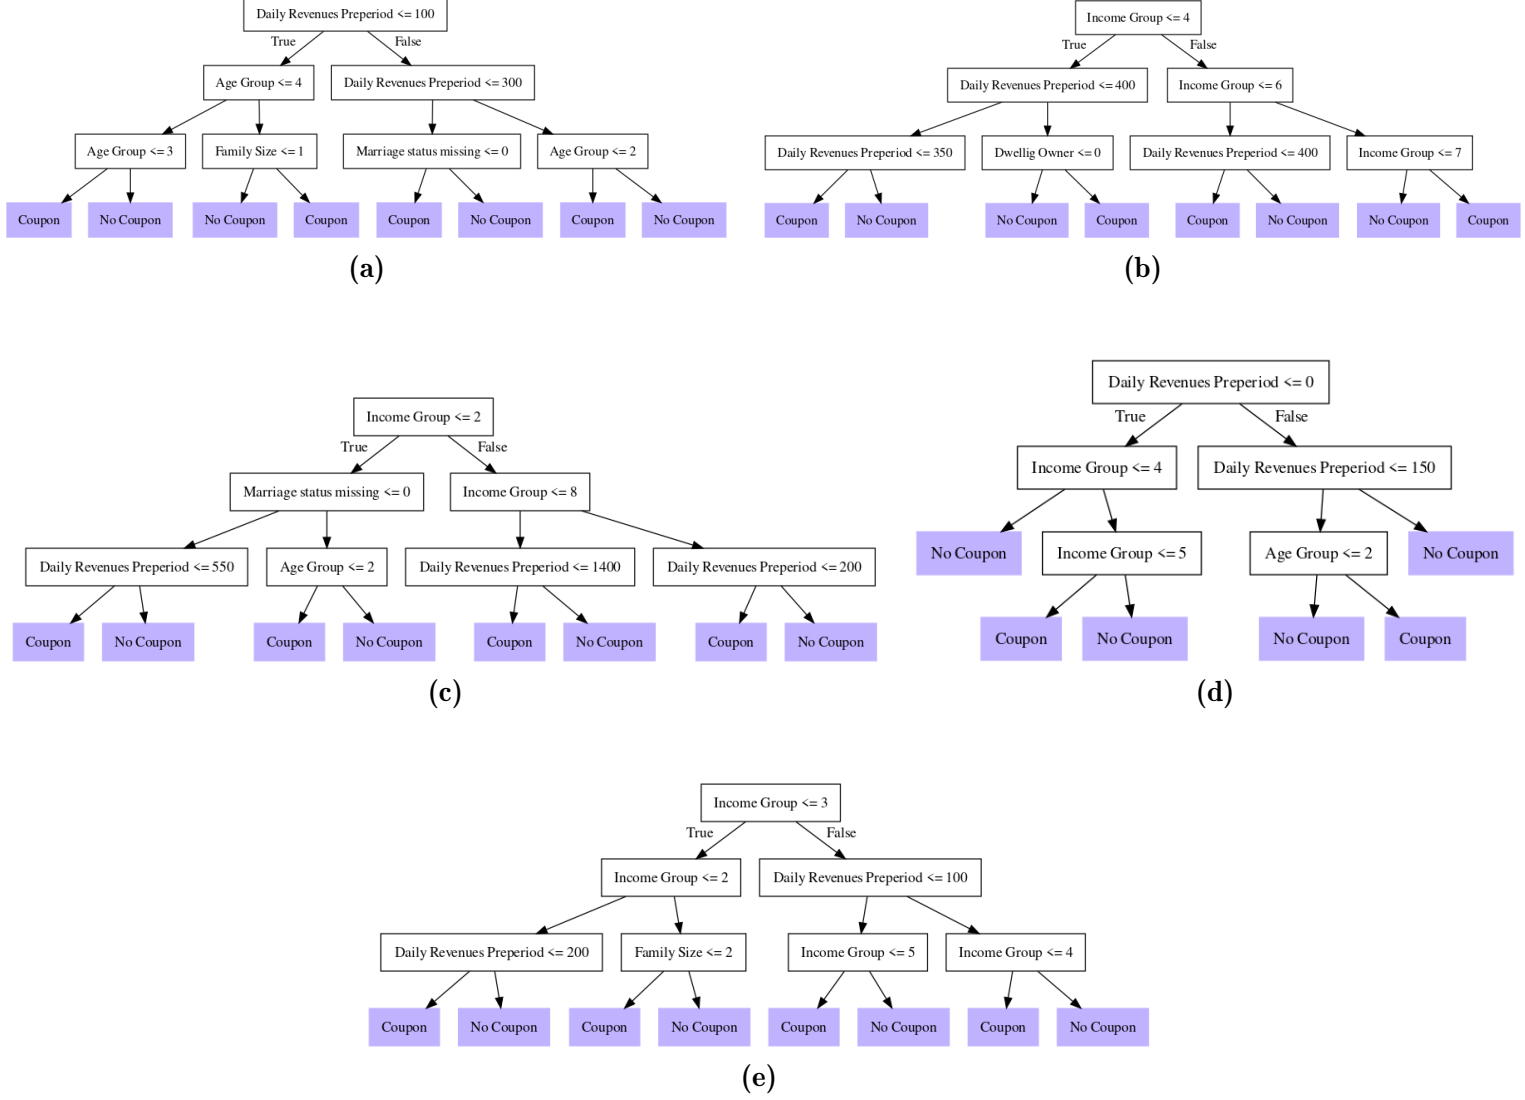 Daily Revenues Preperiod <= 100
True
False
Age Group <= 4
Daily Revenues Preperiod <= 300
Age Group <= 3
Family Size <= 1
Marriage status missing <= 0
Age Group <= 2
Coupon
No Coupon
No Coupon
Coupon
Coupon
No Coupon
Coupon
No Coupon
(a)
Income Group <= 4
True
False
Daily Revenues Preperiod <= 400
Income Group <= 6
Daily Revenues Preperiod <= 350
Dwellig Owner <= 0
Daily Revenues Preperiod <= 400
Income Group <= 7
Coupon
No Coupon
No Coupon
Coupon
Coupon
No Coupon
No Coupon
Coupon
(b)
Income Group <= 2
True
False
Marriage status missing <= 0
Income Group <= 8
Daily Revenues Preperiod <= 550
Age Group <= 2
Daily Revenues Preperiod <= 1400
Daily Revenues Preperiod <= 200
Coupon
No Coupon
Coupon
No Coupon
Coupon
No Coupon
Coupon
No Coupon
(c)
Daily Revenues Preperiod <= 0
True
False
Income Group <= 4
Daily Revenues Preperiod <= 150
No Coupon
Income Group <= 5
Age Group <= 2
No Coupon
Coupon
No Coupon
No Coupon
Coupon
(d)
Income Group <= 3
True
False
Income Group <= 2
Daily Revenues Preperiod <= 100
Daily Revenues Preperiod <= 200
Family Size <= 2
Income Group <= 5
Income Group <= 4
Coupon
No Coupon
Coupon
No Coupon
Coupon
No Coupon
Coupon
No Coupon
(e)